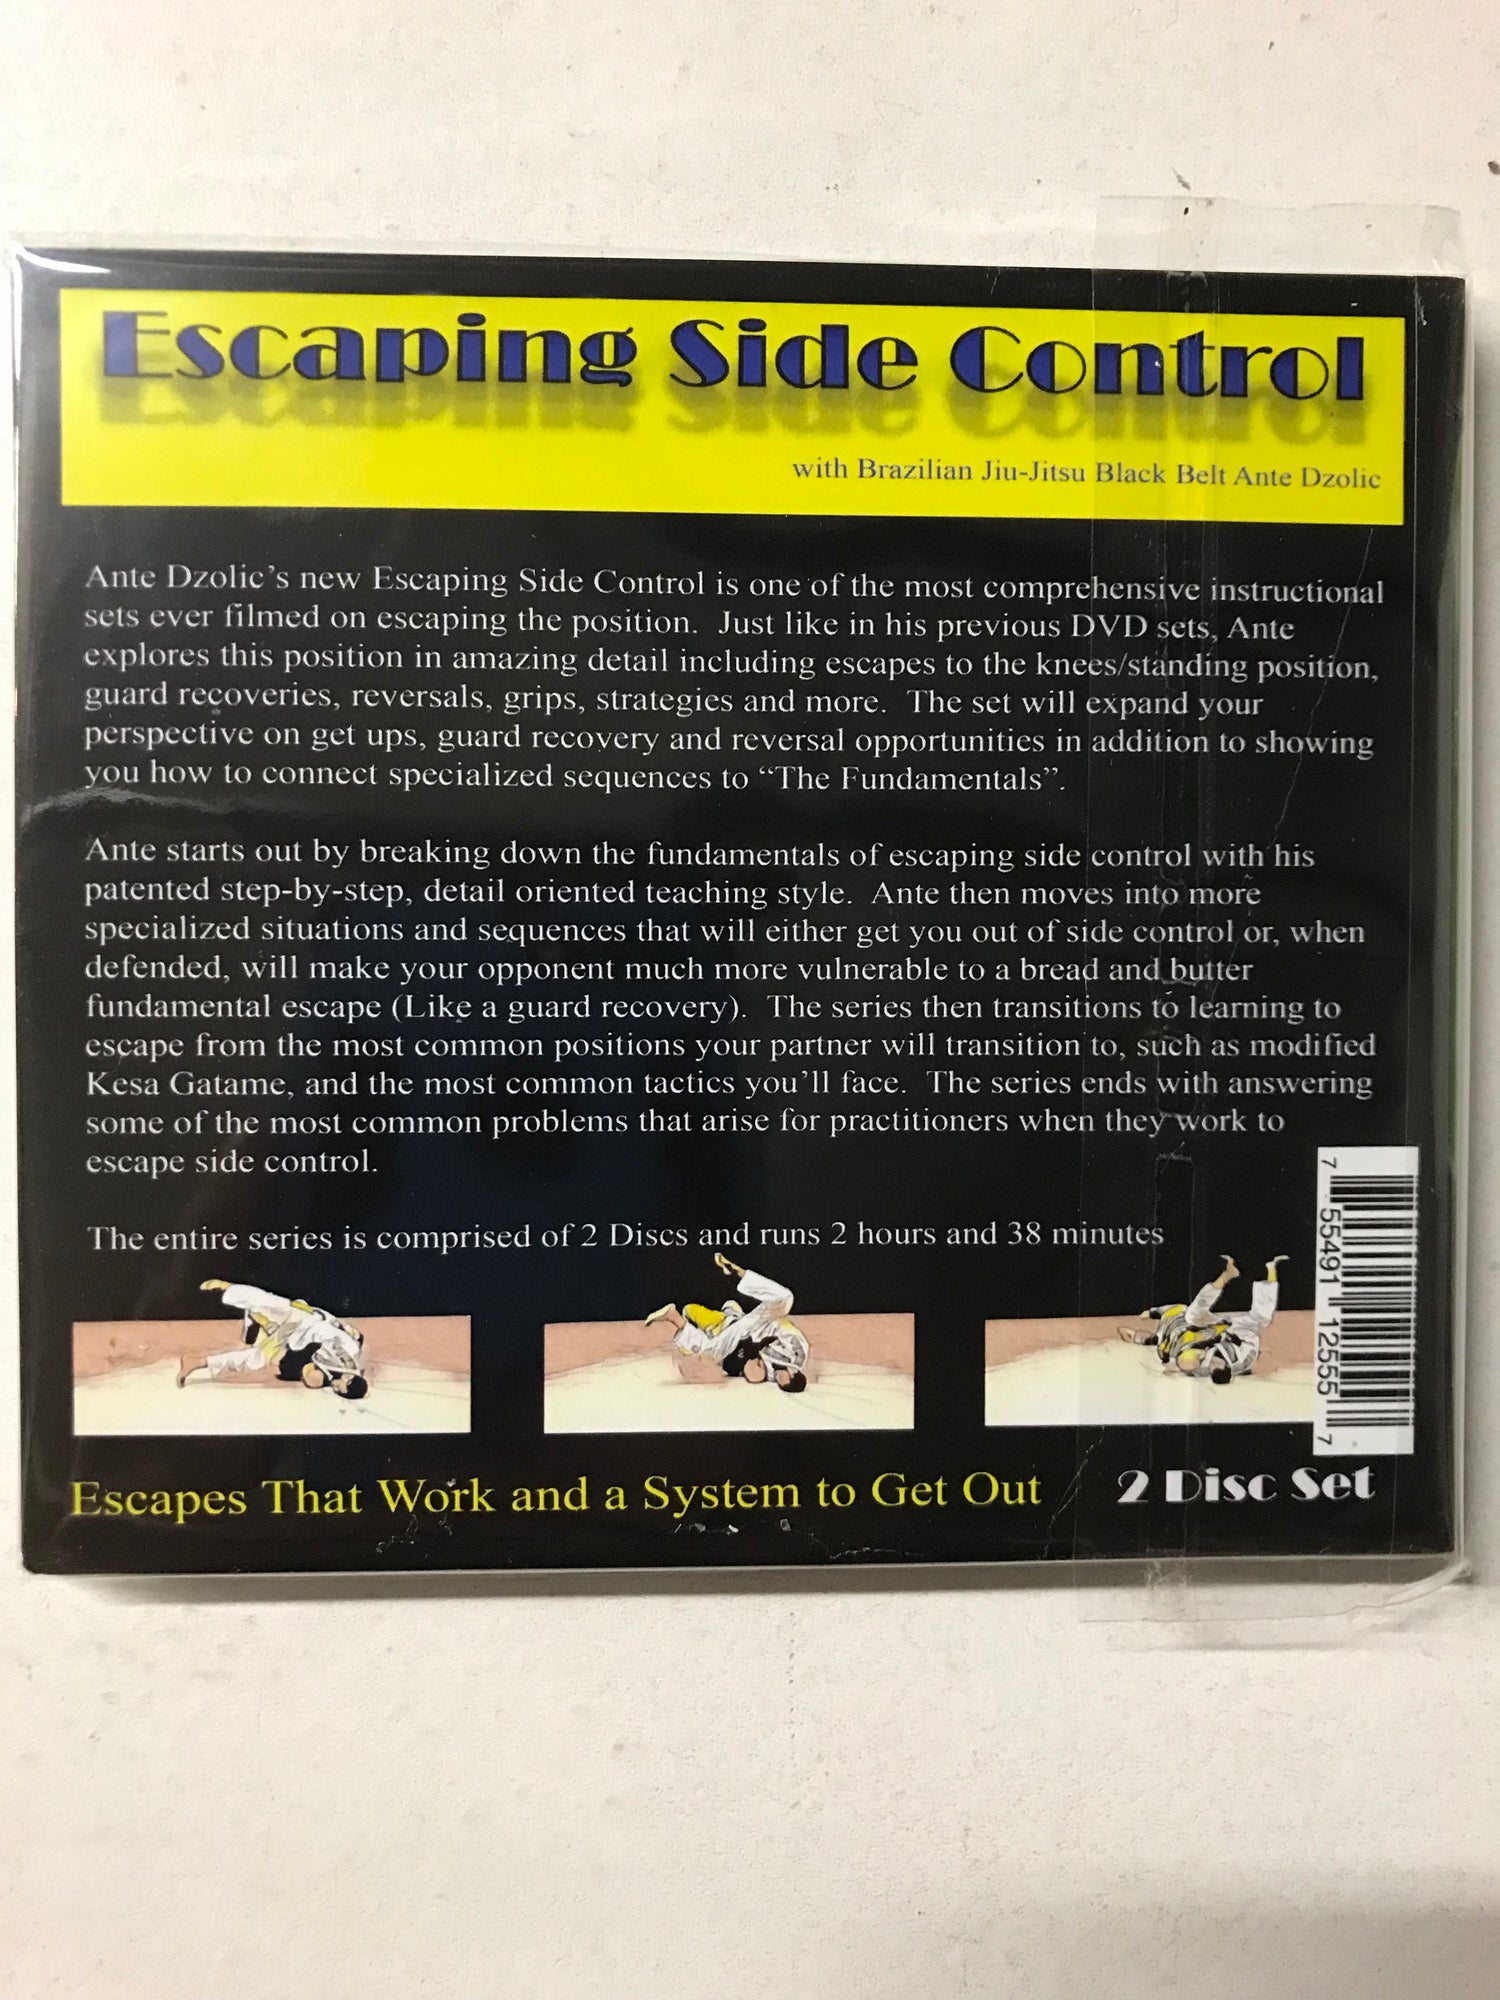 Escaping Side Control
with Brazilian Jiu-Jitsu Black Belt Ante Dzolic
Ante Dzolic's new Escaping Side Control is one of the most comprehensive instructional
sets ever filmed on escaping the position. Just like in his previous DVD sets, Ante
explores this position in amazing detail including escapes to the knees/standing position,
guard recoveries, reversals, grips, strategies and more. The set will expand your
perspective on get ups, guard recovery and reversal opportunities in addition to showing
you how to connect specialized sequences to “The Fundamentals”.
Ante starts out by breaking down the fundamentals of escaping side control with his
patented step-by-step, detail oriented teaching style. Ante then moves into more
specialized situations and sequences that will either get you out of side control or, when
defended, will make your opponent much more vulnerable to a bread and butter
fundamental escape (Like a guard recovery). The series then transitions to learning to
escape from the most common positions your partner will transition to, such as modified
Kesa Gatame, and the most common tactics you'll face. The series ends with answering
some of the most common problems that arise for practitioners when they work to
escape side control.
The entire series is comprised of 2 Discs and runs 2 hours and 38 minutes
7 55491 12555 7
Escapes That Work and a System to Get Out
2 Disc Set